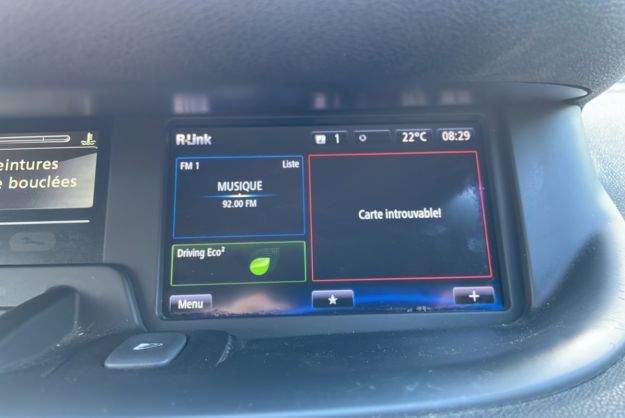 eintures
e bouclées
R-Link
1
22°C
08:29
FM 1
Liste
MUSIQUE
92.00 FM
Carte introuvable!
Driving Eco²
Menu